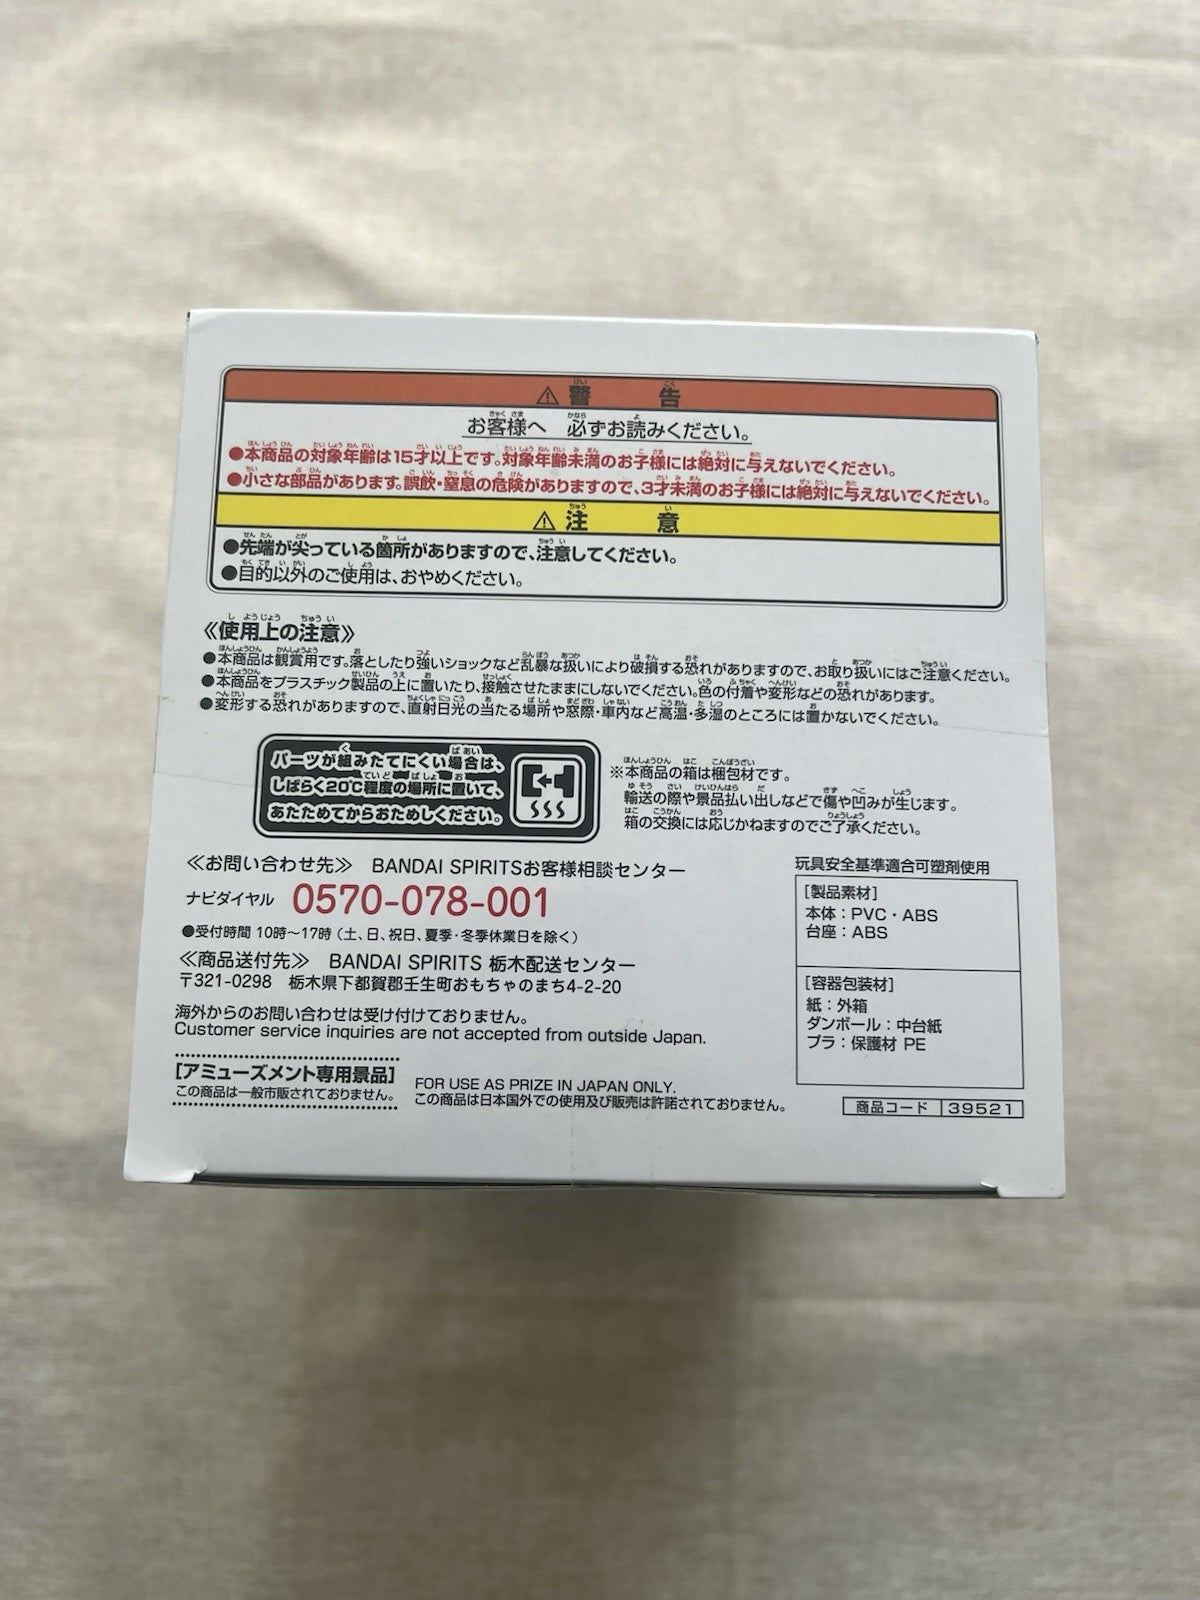 ⚠警告
お客様へ 必ずお読みください。
●本商品の対象年齢は15才以上です。対象年齢未満のお子様には絶対に与えないでください。
●小さな部品があります。誤飲・窒息の危険がありますので、3才未満のお子様には絶対に与えないでください。
⚠注意
●先端が尖っている箇所がありますので、注意してください。
●目的以外のご使用は、おやめください。
≪使用上の注意≫
●本商品は観賞用です。落としたり強いショックなど乱暴な扱いにより破損する恐れがありますので、お取り扱いにはご注意ください。
●本商品をプラスチック製品の上に置いたり、接触させたままにしないでください。色の付着や変形などの恐れがあります。
●変形する恐れがありますので、直射日光の当たる場所や窓際・車内など高温・多湿のところには置かないでください。
パーツが組みたてにくい場合は、
しばらく20℃程度の場所に置いて、
あたためてからおためしください。
※本商品の箱は梱包材です。
輸送の際や景品払い出しなどで傷や凹みが生じます。
箱の交換には応じかねますのでご了承ください。
≪お問い合わせ先≫ BANDAI SPIRITSお客様相談センター
ナビダイヤル 0570-078-001
●受付時間 10時〜17時（土、日、祝日、夏季・冬季休業日を除く）
≪商品送付先≫ BANDAI SPIRITS 栃木配送センター
〒321-0298 栃木県下都賀郡壬生町おもちゃのまち4-2-20
海外からのお問い合わせは受け付けておりません。
Customer service inquiries are not accepted from outside Japan.
[アミューズメント専用景品]
この商品は一般市販されておりません。
FOR USE AS PRIZE IN JAPAN ONLY.
この商品は日本国外での使用及び販売は許諾されておりません。
玩具安全基準適合可塑剤使用
[製品素材]
本体：PVC・ABS
台座：ABS
[容器包装材]
紙：外箱
ダンボール：中台紙
プラ：保護材 PE
商品コード 39521